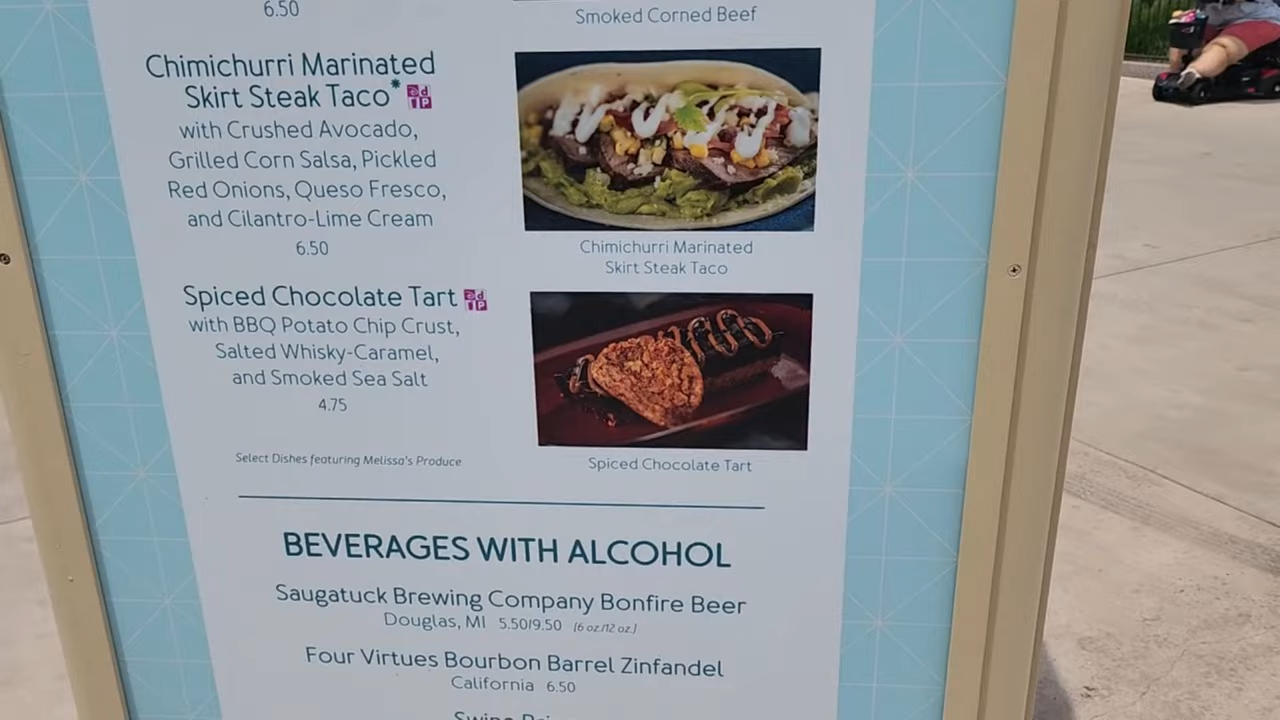 6.50
Smoked Corned Beef
Chimichurri Marinated
Skirt Steak Taco*
with Crushed Avocado,
Grilled Corn Salsa, Pickled
Red Onions, Queso Fresco,
and Cilantro-Lime Cream
6.50
Chimichurri Marinated
Skirt Steak Taco
Spiced Chocolate Tart
with BBQ Potato Chip Crust,
Salted Whisky-Caramel,
and Smoked Sea Salt
4.75
Spiced Chocolate Tart
Select Dishes featuring Melissa's Produce
BEVERAGES WITH ALCOHOL
Saugatuck Brewing Company Bonfire Beer
Douglas, MI 5.50/9.50 (6 oz./12 oz.)
Four Virtues Bourbon Barrel Zinfandel
California 6.50